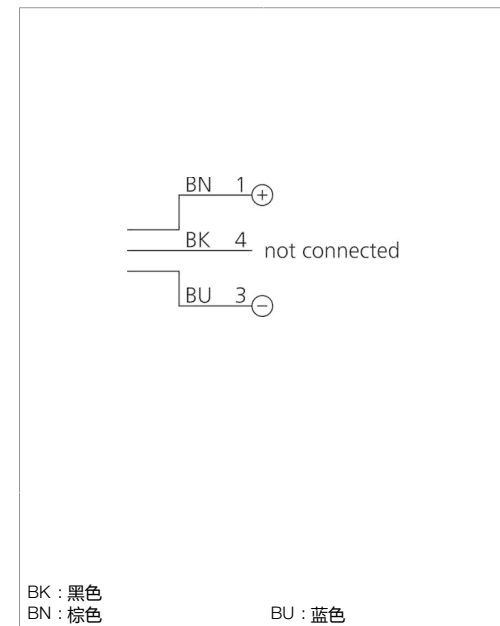 BN 1 +
BK 4 not connected
BU 3 −
BK : 黑色
BN : 棕色
BU : 蓝色